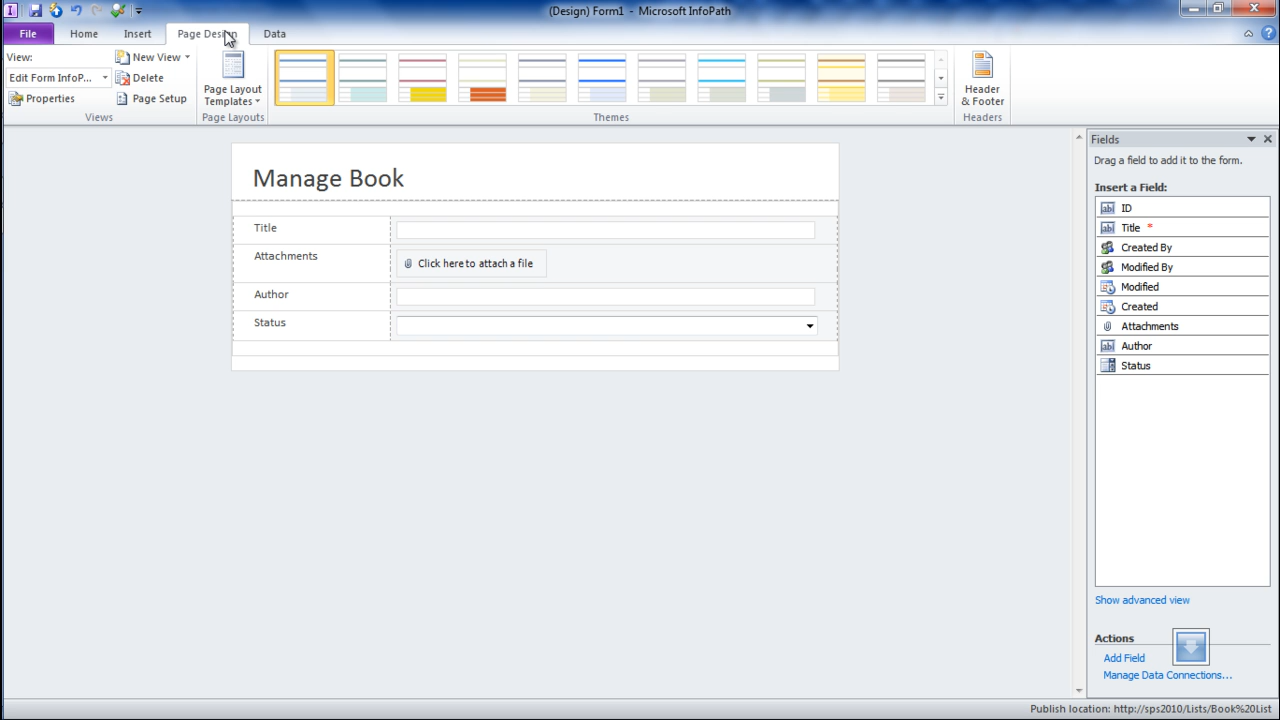 (Design) Form1 - Microsoft InfoPath
File Home Insert Page Design Data
View:
Edit Form InfoP...
Properties
New View
Delete
Page Setup
Views
Page Layout
Templates
Page Layouts
Themes
Header
& Footer
Headers
Manage Book
Title
Attachments
Click here to attach a file
Author
Status
Fields
Drag a field to add it to the form.
Insert a Field:
ID
Title *
Created By
Modified By
Modified
Created
Attachments
Author
Status
Show advanced view
Actions
Add Field
Manage Data Connections...
Publish location: http://sps2010/Lists/Book%20List